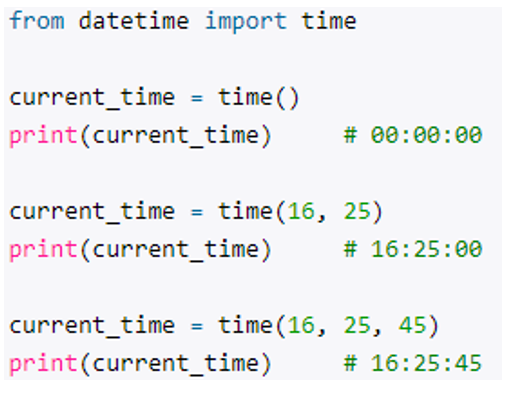 from datetime import time
current_time = time()
print(current_time)     # 00:00:00
current_time = time(16, 25)
print(current_time)     # 16:25:00
current_time = time(16, 25, 45)
print(current_time)     # 16:25:45